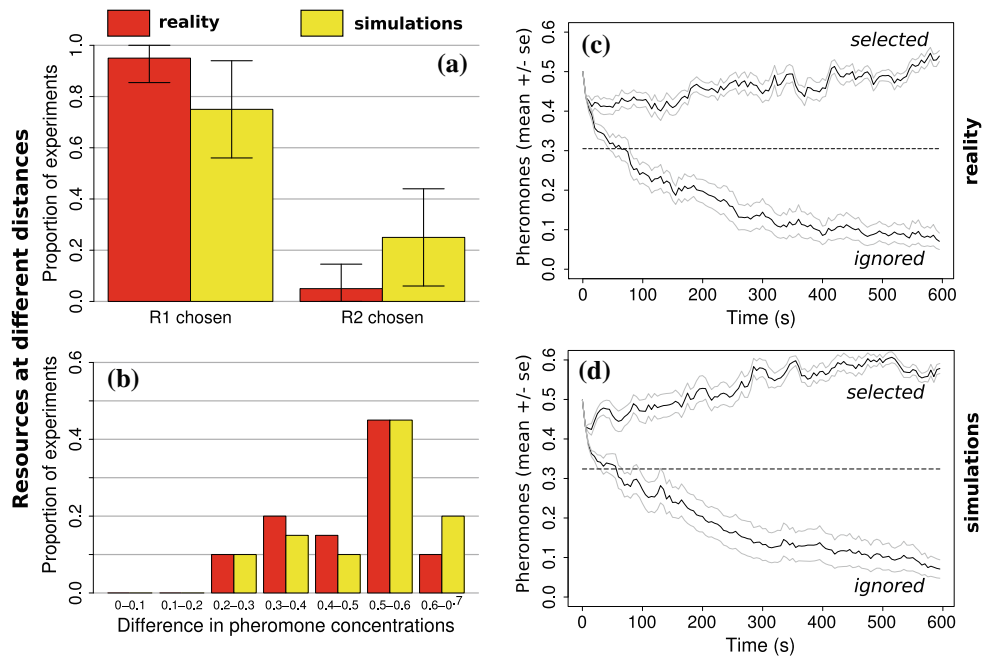 reality
simulations
Resources at different distances
(a)
Proportion of experiments
0.0 0.2 0.4 0.6 0.8 1.0
R1 chosen R2 chosen
(b)
Proportion of experiments
0.0 0.2 0.4 0.6
0–0.1 0.1–0.2 0.2–0.3 0.3–0.4 0.4–0.5 0.5–0.6 0.6–0.7
Difference in pheromone concentrations
(c)
selected
Pheromones (mean +/- se)
0.0 0.1 0.2 0.3 0.4 0.5 0.6
ignored
0 100 200 300 400 500 600
Time (s)
reality
(d)
selected
Pheromones (mean +/- se)
0.0 0.1 0.2 0.3 0.4 0.5 0.6
ignored
0 100 200 300 400 500 600
Time (s)
simulations